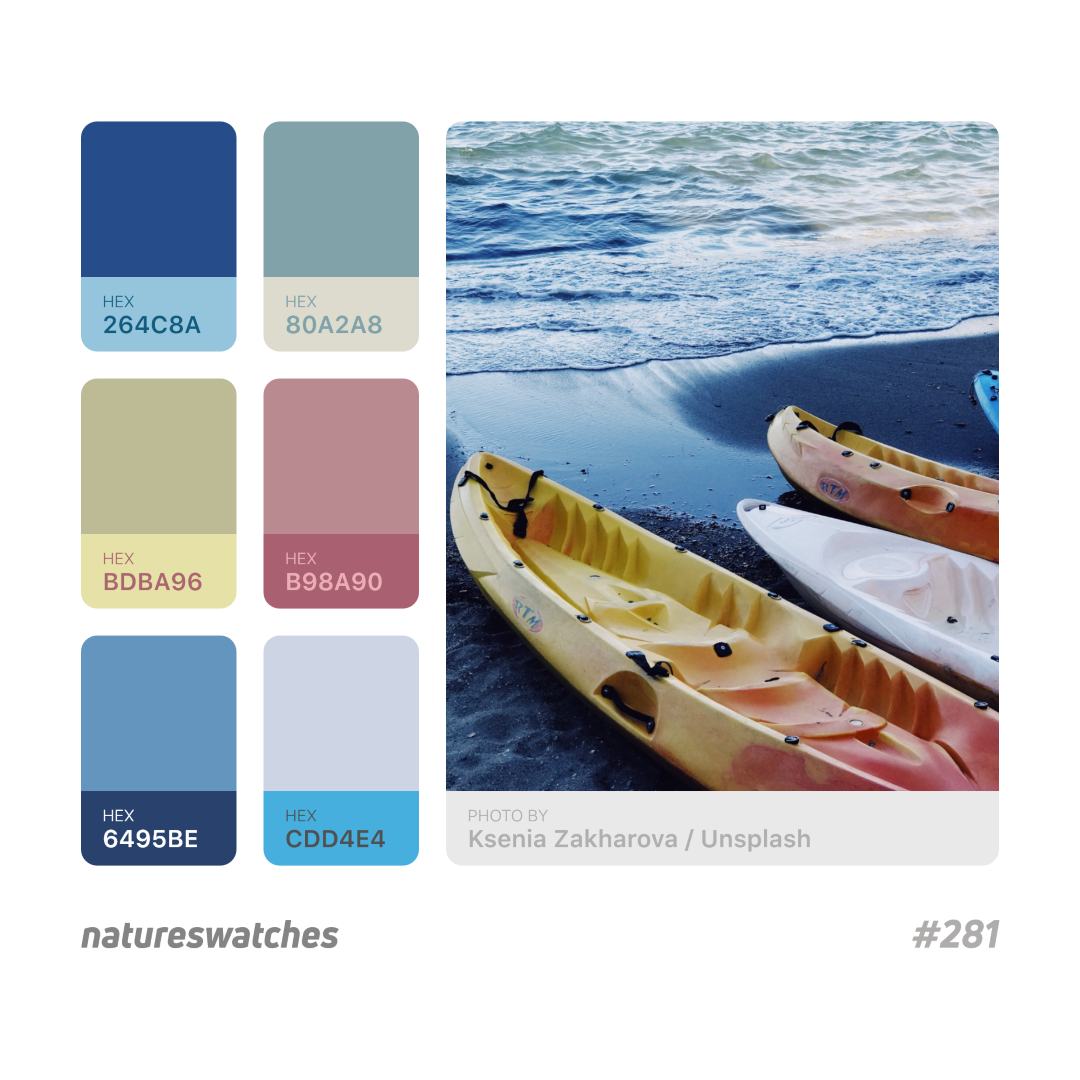 HEX
264C8A
HEX
80A2A8
HEX
BDBA96
HEX
B98A90
HEX
6495BE
HEX
CDD4E4
RTM
RTM
PHOTO BY
Ksenia Zakharova / Unsplash
natureswatches
#281